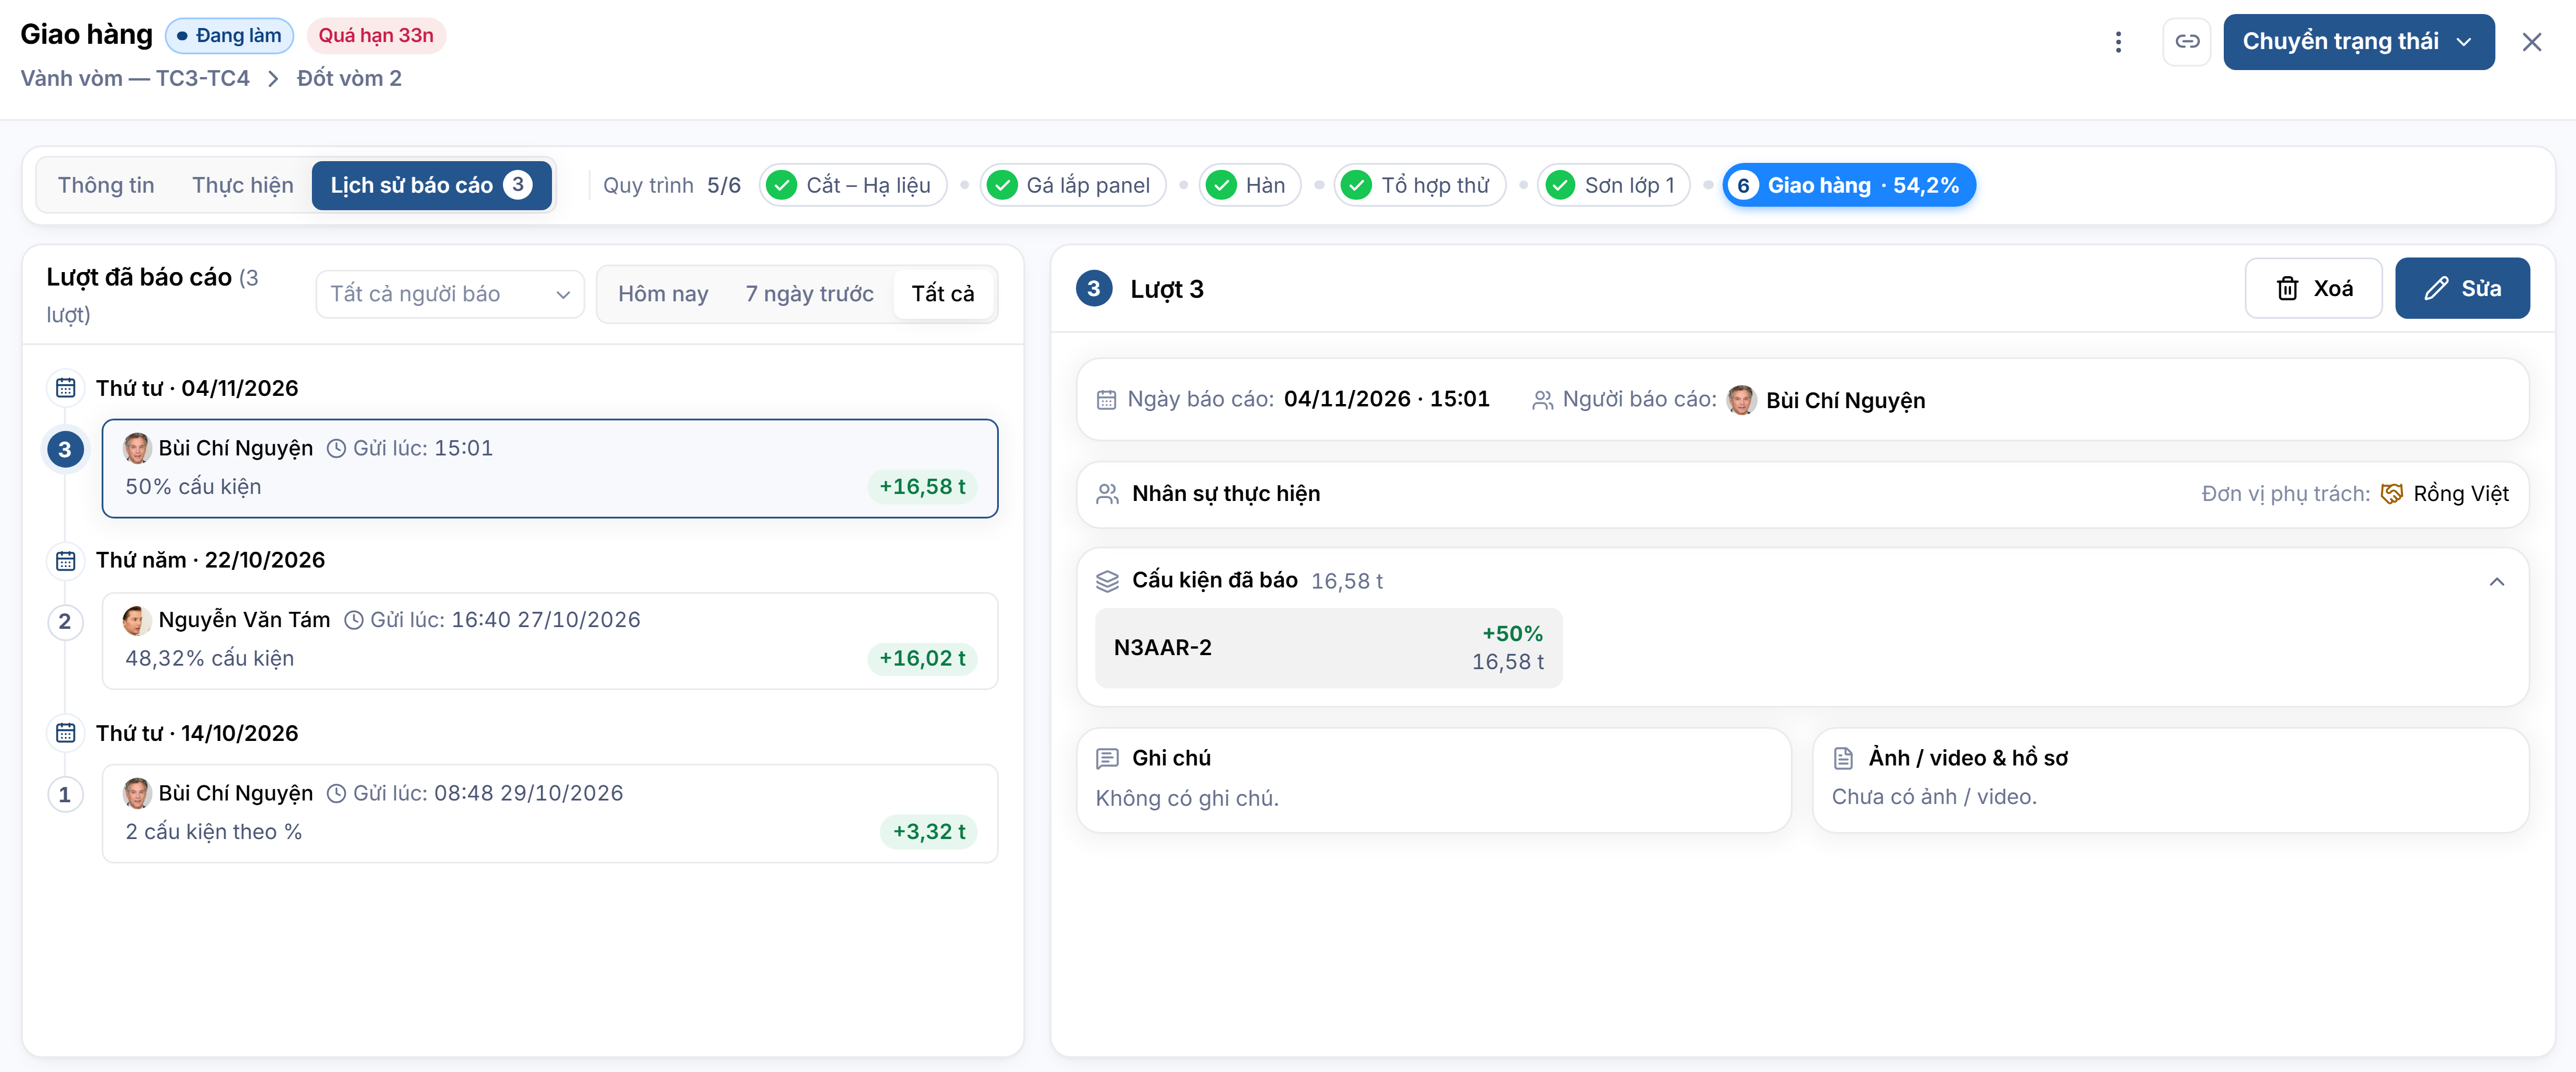 Giao hàng Đang làm Quá hạn 33n
Chuyển trạng thái
Vành vòm — TC3-TC4 > Đốt vòm 2
Thông tin Thực hiện Lịch sử báo cáo 3 Quy trình 5/6 Cắt – Hạ liệu Gá lắp panel Hàn Tổ hợp thử Sơn lớp 1 6 Giao hàng · 54,2%
Lượt đã báo cáo (3
lượt)
Tất cả người báo Hôm nay 7 ngày trước Tất cả
Thứ tư · 04/11/2026
3 Bùi Chí Nguyện Gửi lúc: 15:01
50% cấu kiện +16,58 t
Thứ năm · 22/10/2026
2 Nguyễn Văn Tám Gửi lúc: 16:40 27/10/2026
48,32% cấu kiện +16,02 t
Thứ tư · 14/10/2026
1 Bùi Chí Nguyện Gửi lúc: 08:48 29/10/2026
2 cấu kiện theo % +3,32 t
3 Lượt 3 Xoá Sửa
Ngày báo cáo: 04/11/2026 · 15:01 Người báo cáo: Bùi Chí Nguyện
Nhân sự thực hiện Đơn vị phụ trách: Rồng Việt
Cấu kiện đã báo 16,58 t
N3AAR-2 +50%
16,58 t
Ghi chú
Không có ghi chú.
Ảnh / video & hồ sơ
Chưa có ảnh / video.